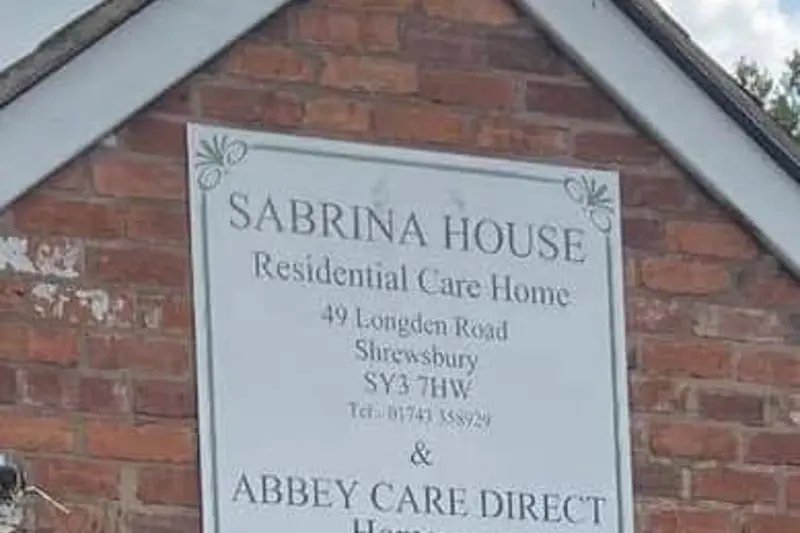 SABRINA HOUSE
Residential Care Home
49 Longden Road
Shrewsbury
SY3 7HW
Tel:- 01743 358929
&
ABBEY CARE DIRECT